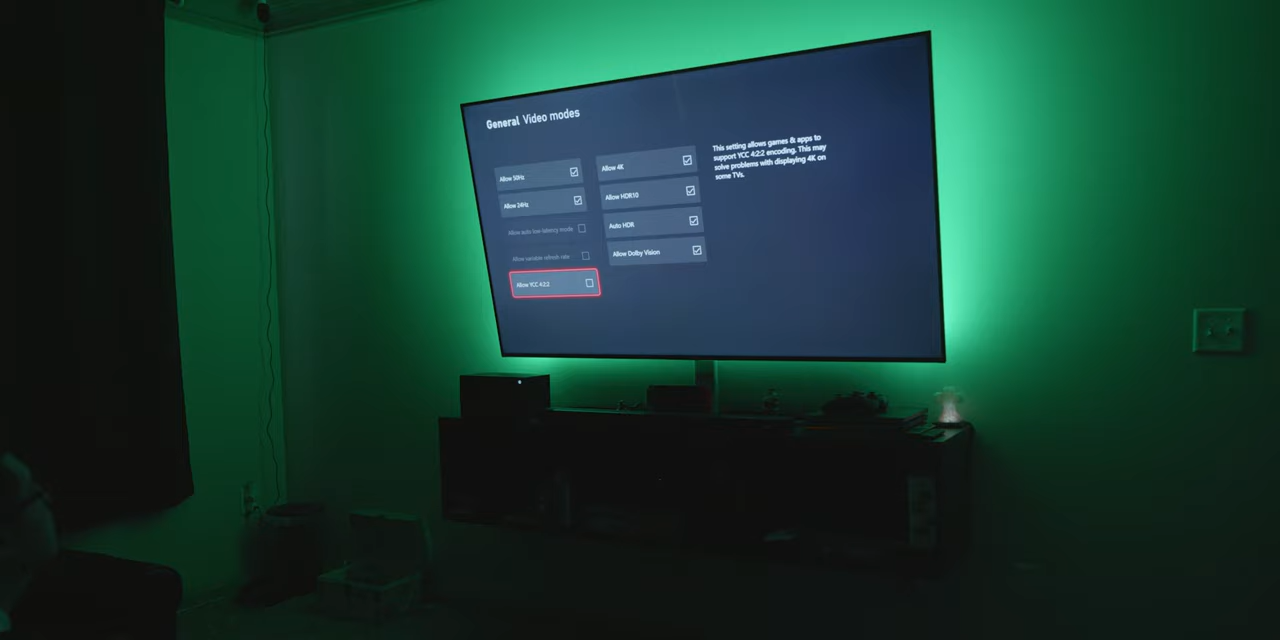 General Video modes
Allow 50Hz
Allow 24Hz
Allow auto low-latency mode
Allow variable refresh rate
Allow YCC 4:2:2
Allow 4K
Allow HDR10
Auto HDR
Allow Dolby Vision
This setting allows games & apps to
support YCC 4:2:2 encoding. This may
solve problems with displaying 4K on
some TVs.